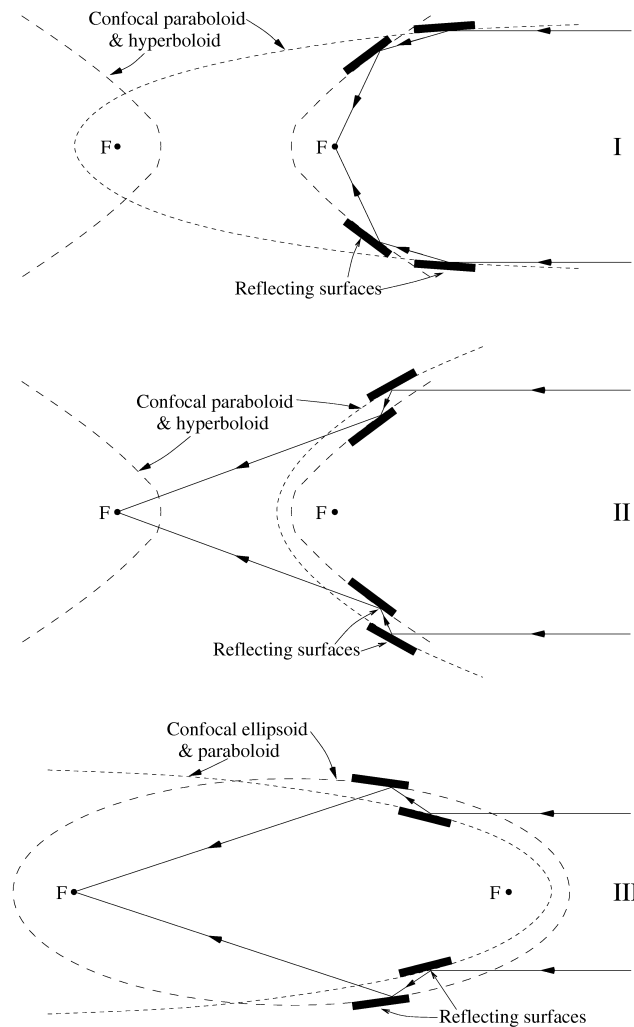 Confocal paraboloid
& hyperboloid
F
F
I
Reflecting surfaces
Confocal paraboloid
& hyperboloid
F
F
II
Reflecting surfaces
Confocal ellipsoid
& paraboloid
F
F
III
Reflecting surfaces